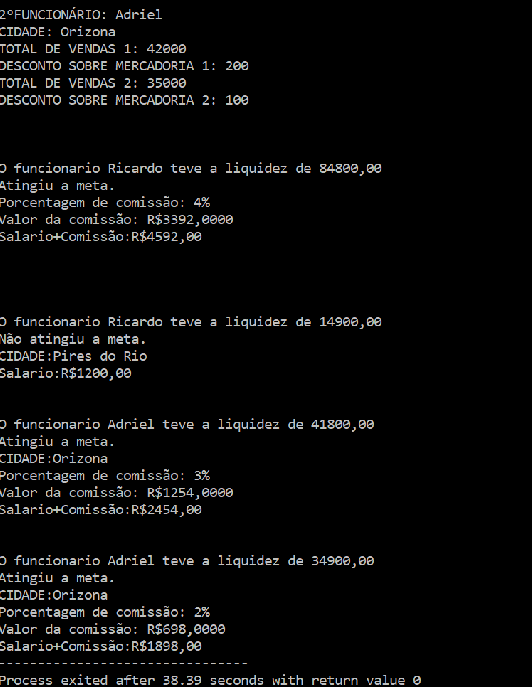 2ºFUNCIONÁRIO: Adriel
CIDADE: Orizona
TOTAL DE VENDAS 1: 42000
DESCONTO SOBRE MERCADORIA 1: 200
TOTAL DE VENDAS 2: 35000
DESCONTO SOBRE MERCADORIA 2: 100
O funcionario Ricardo teve a liquidez de 84800,00
Atingiu a meta.
Porcentagem de comissão: 4%
Valor da comissão: R$3392,0000
Salario+Comissão:R$4592,00
O funcionario Ricardo teve a liquidez de 14900,00
Não atingiu a meta.
CIDADE:Pires do Rio
Salario:R$1200,00
O funcionario Adriel teve a liquidez de 41800,00
Atingiu a meta.
CIDADE:Orizona
Porcentagem de comissão: 3%
Valor da comissão: R$1254,0000
Salario+Comissão:R$2454,00
O funcionario Adriel teve a liquidez de 34900,00
Atingiu a meta.
CIDADE:Orizona
Porcentagem de comissão: 2%
Valor da comissão: R$698,0000
Salario+Comissão:R$1898,00
--------------------------------
Process exited after 38.39 seconds with return value 0